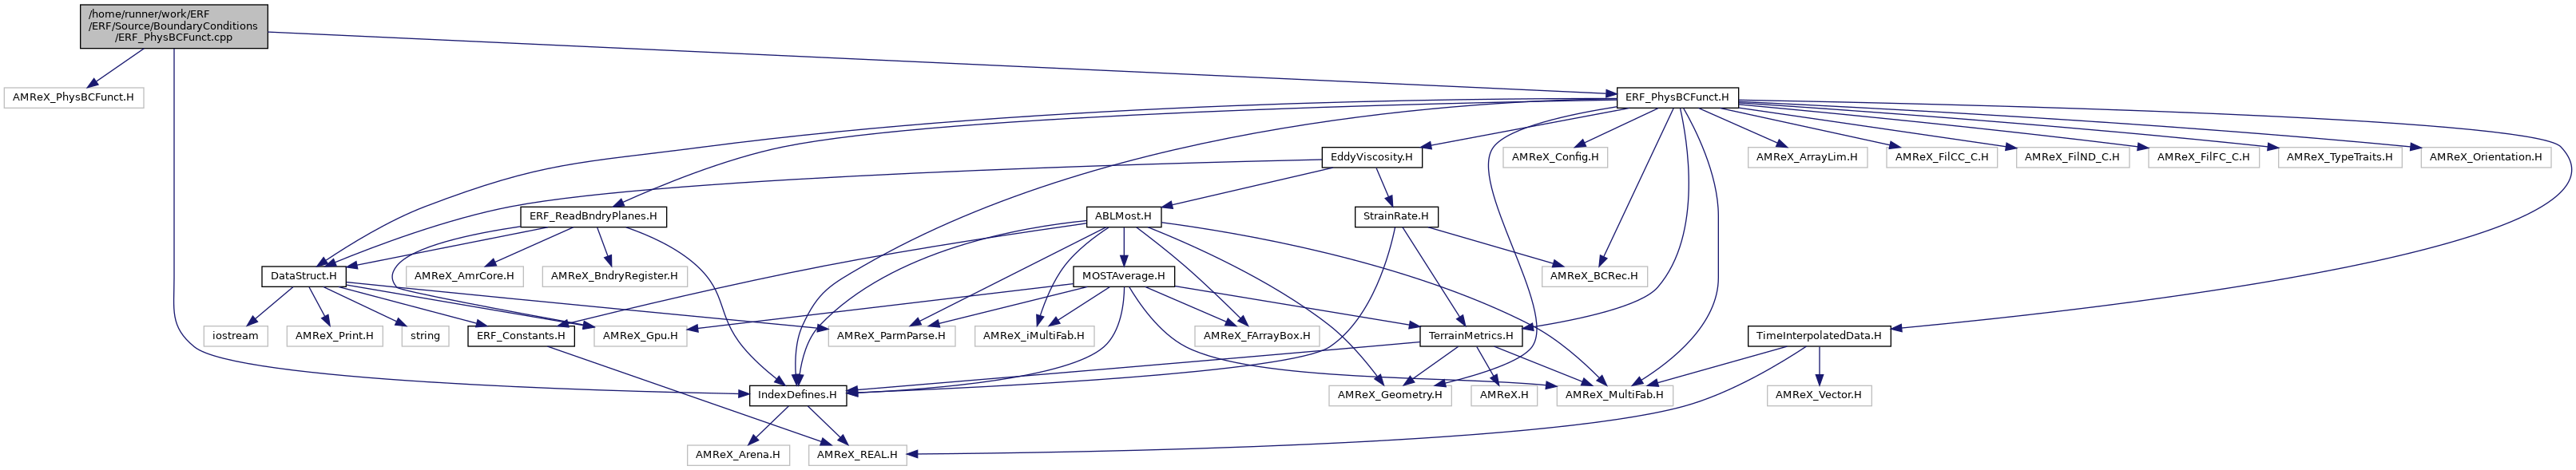 /home/runner/work/ERF
/ERF/Source/BoundaryConditions
/ERF_PhysBCFunct.cpp
AMReX_PhysBCFunct.H
ERF_PhysBCFunct.H
EddyViscosity.H
AMReX_Config.H
AMReX_ArrayLim.H
AMReX_FilCC_C.H
AMReX_FilND_C.H
AMReX_FilFC_C.H
AMReX_TypeTraits.H
AMReX_Orientation.H
ERF_ReadBndryPlanes.H
ABLMost.H
StrainRate.H
DataStruct.H
AMReX_AmrCore.H
AMReX_BndryRegister.H
MOSTAverage.H
AMReX_BCRec.H
iostream
AMReX_Print.H
string
ERF_Constants.H
AMReX_Gpu.H
AMReX_ParmParse.H
AMReX_iMultiFab.H
AMReX_FArrayBox.H
TerrainMetrics.H
TimeInterpolatedData.H
IndexDefines.H
AMReX_Geometry.H
AMReX.H
AMReX_MultiFab.H
AMReX_Vector.H
AMReX_Arena.H
AMReX_REAL.H